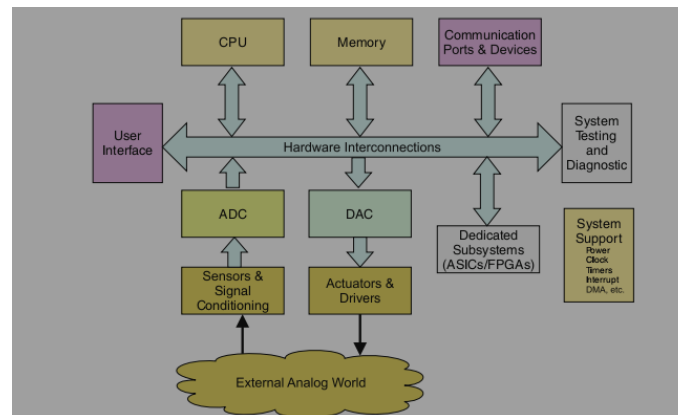 CPU
Memory
Communication
Ports & Devices
User
Interface
Hardware Interconnections
System
Testing
and
Diagnostic
ADC
DAC
Dedicated
Subsystems
(ASICs/FPGAs)
System
Support
Power
Clock
Timers
Interrupt
DMA, etc.
Sensors &
Signal
Conditioning
Actuators &
Drivers
External Analog World